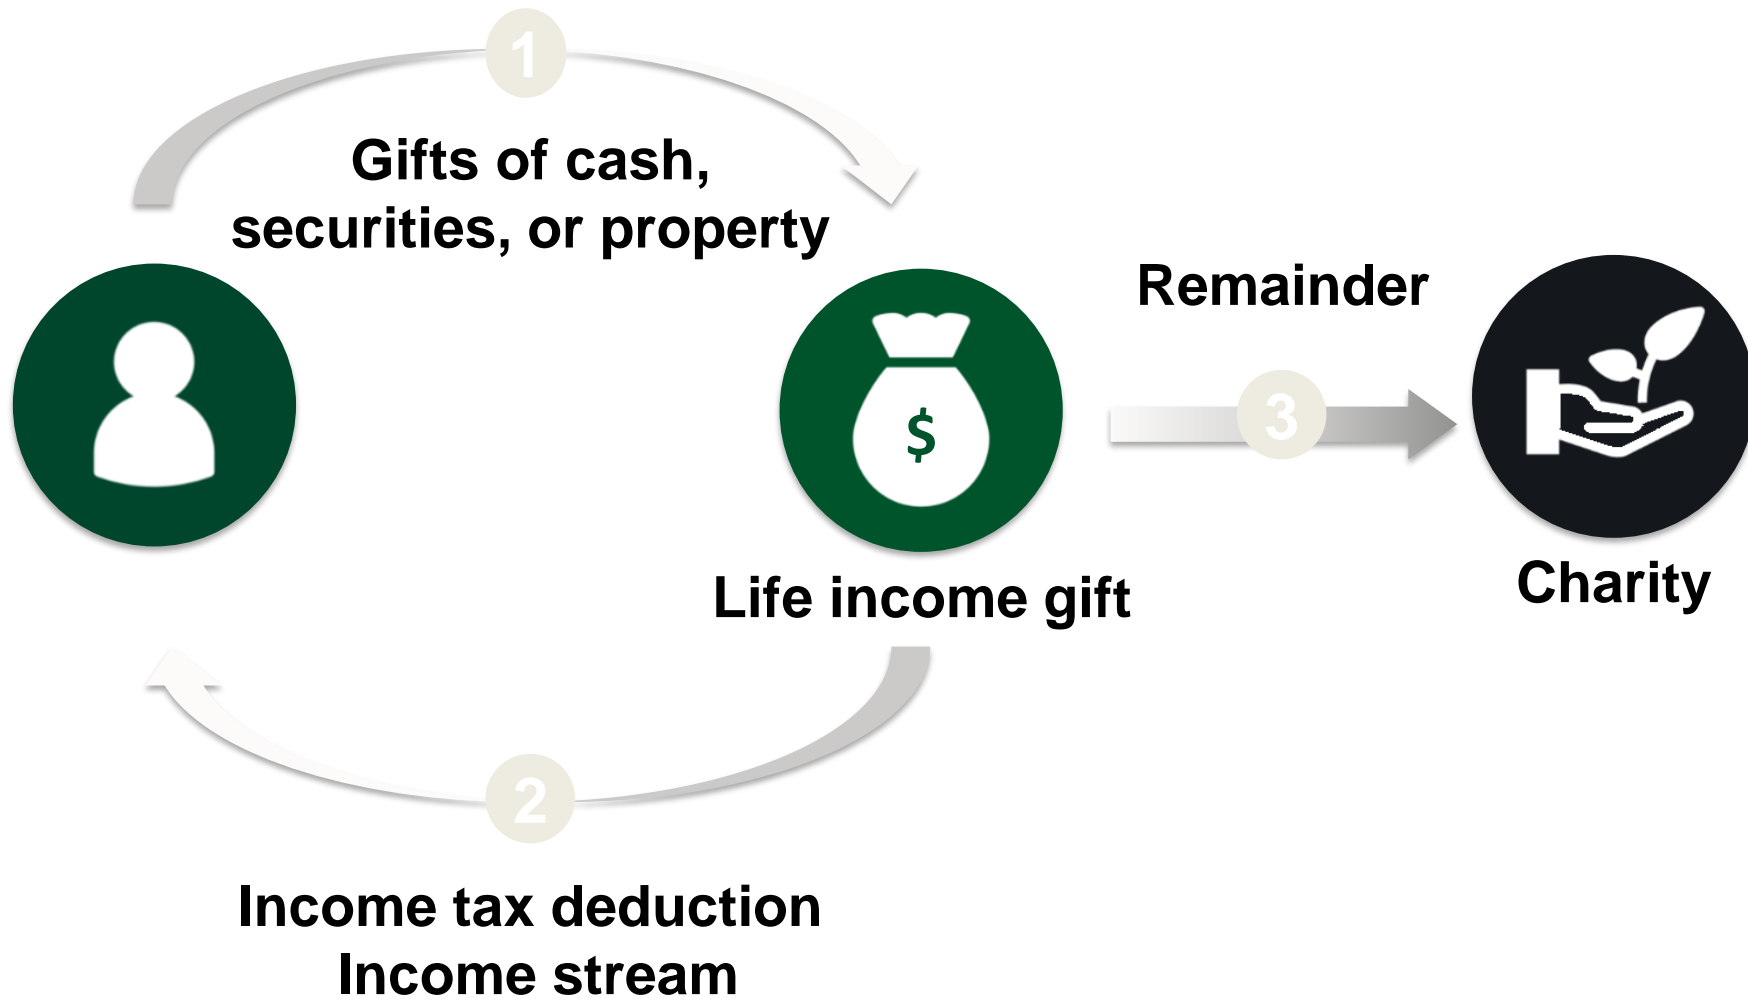 1
Gifts of cash,
securities, or property
Remainder
$
3
Life income gift
Charity
2
Income tax deduction
Income stream